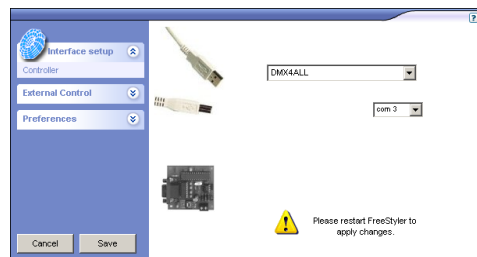 ?
Interface setup
Controller
External Control
Preferences
DMX4ALL
com 3
Please restart FreeStyler to
apply changes.
Cancel
Save